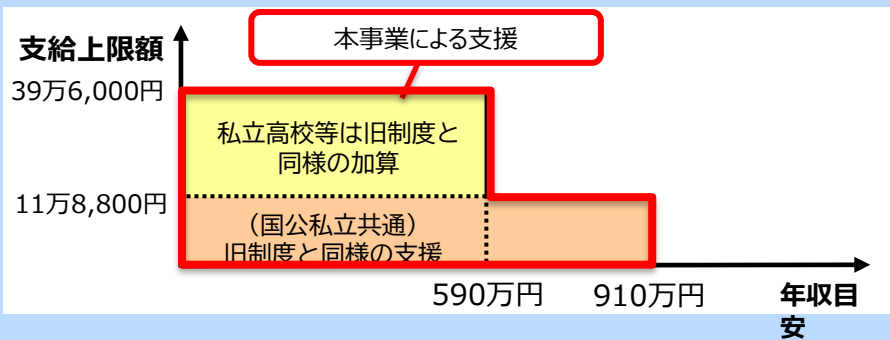 本事業による支援
支給上限額
39万6,000円
私立高校等は旧制度と
同様の加算
11万8,800円
（国公私立共通）
旧制度と同様の支援
590万円
910万円
年収目
安